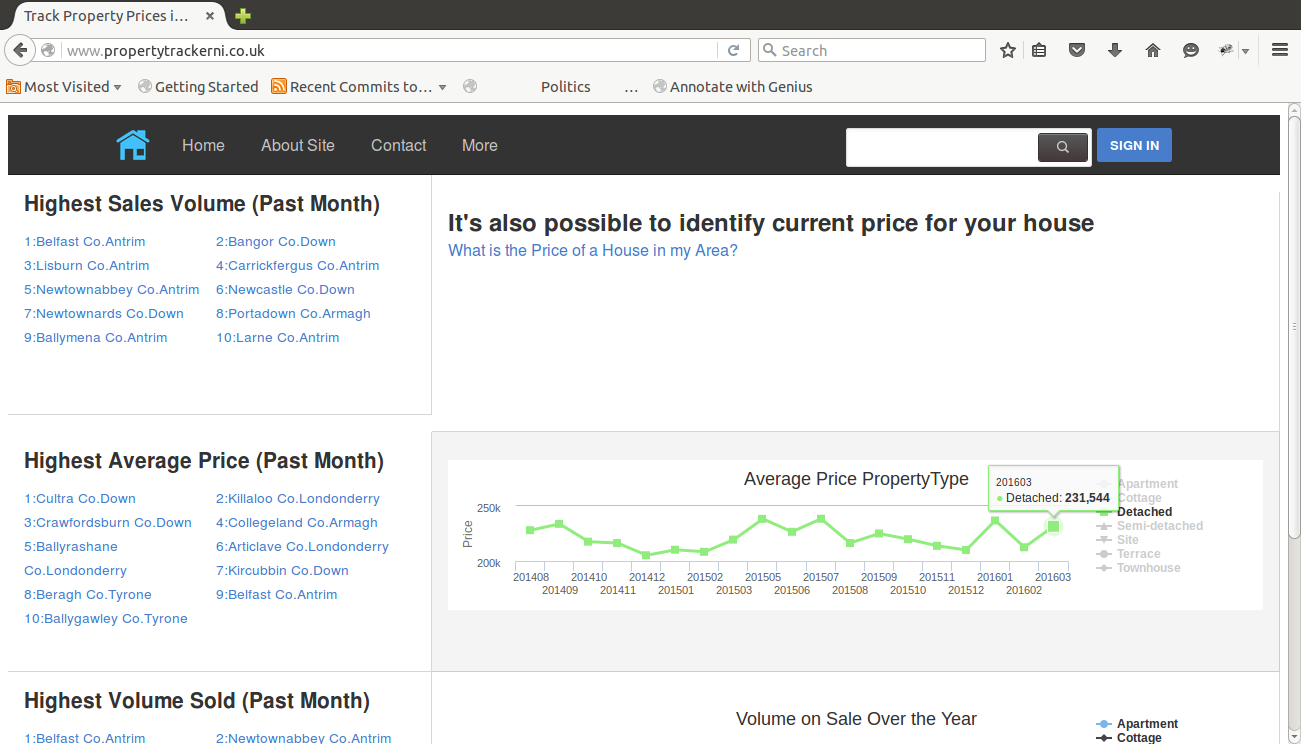 Track Property Prices i... ×
www.propertytrackerni.co.uk
Search
Most Visited
Getting Started
Recent Commits to...
Politics
...
Annotate with Genius
Home
About Site
Contact
More
SIGN IN
Highest Sales Volume (Past Month)
1:Belfast Co.Antrim 2:Bangor Co.Down
3:Lisburn Co.Antrim 4:Carrickfergus Co.Antrim
5:Newtownabbey Co.Antrim 6:Newcastle Co.Down
7:Newtownards Co.Down 8:Portadown Co.Armagh
9:Ballymena Co.Antrim 10:Larne Co.Antrim
It's also possible to identify current price for your house
What is the Price of a House in my Area?
Highest Average Price (Past Month)
1:Cultra Co.Down 2:Killaloo Co.Londonderry
3:Crawfordsburn Co.Down 4:Collegeland Co.Armagh
5:Ballyrashane 6:Articlave Co.Londonderry
Co.Londonderry 7:Kircubbin Co.Down
8:Beragh Co.Tyrone 9:Belfast Co.Antrim
10:Ballygawley Co.Tyrone
Average Price PropertyType
Price
250k
200k
201408 201410 201412 201502 201505 201507 201509 201511 201601 201603
201409 201411 201501 201503 201506 201508 201510 201512 201602
201603
Detached: 231,544
Apartment
Cottage
Detached
Semi-detached
Site
Terrace
Townhouse
Highest Volume Sold (Past Month)
1:Belfast Co.Antrim 2:Newtownabbey Co.Antrim
Volume on Sale Over the Year
Apartment
Cottage